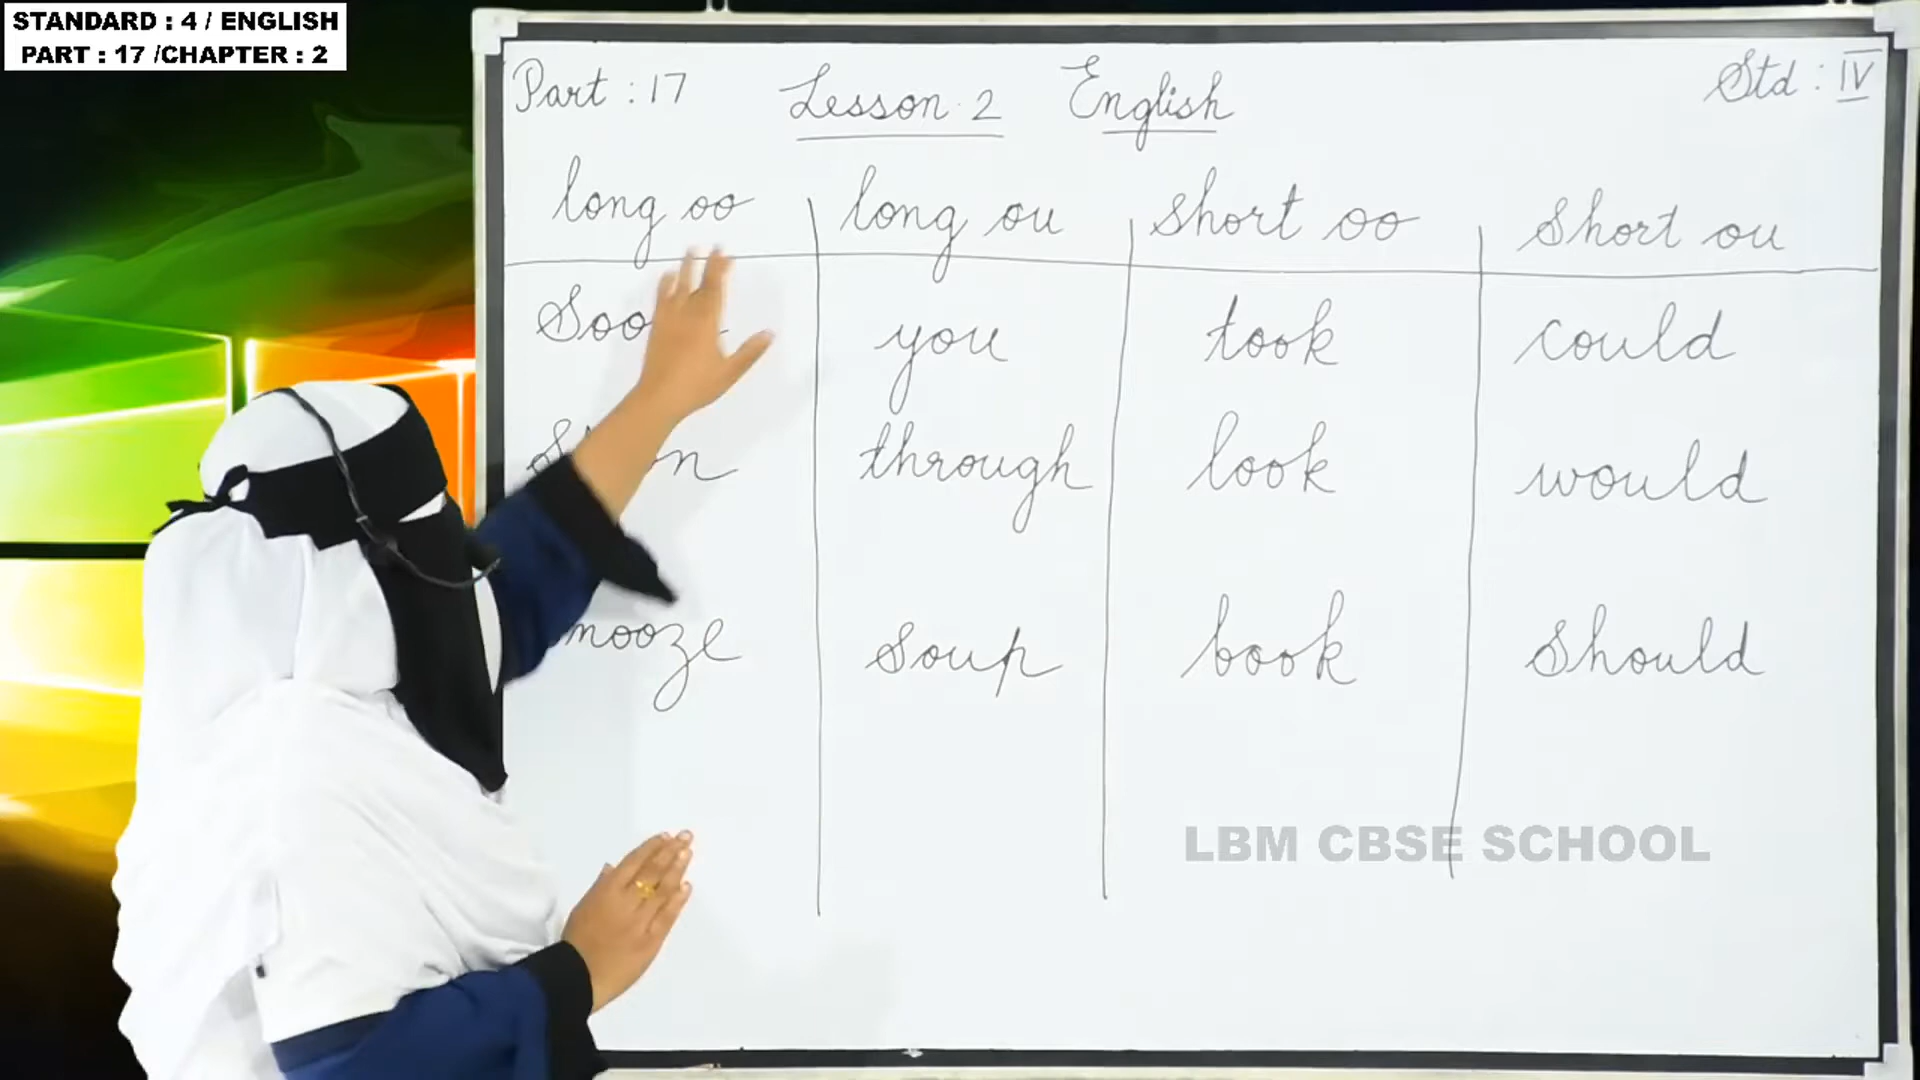 STANDARD : 4 / ENGLISH
PART : 17 /CHAPTER : 2
Part : 17 Lesson 2 English Std : IV
long oo long ou short oo short ou
you took could
through look would
soup book should
LBM CBSE SCHOOL